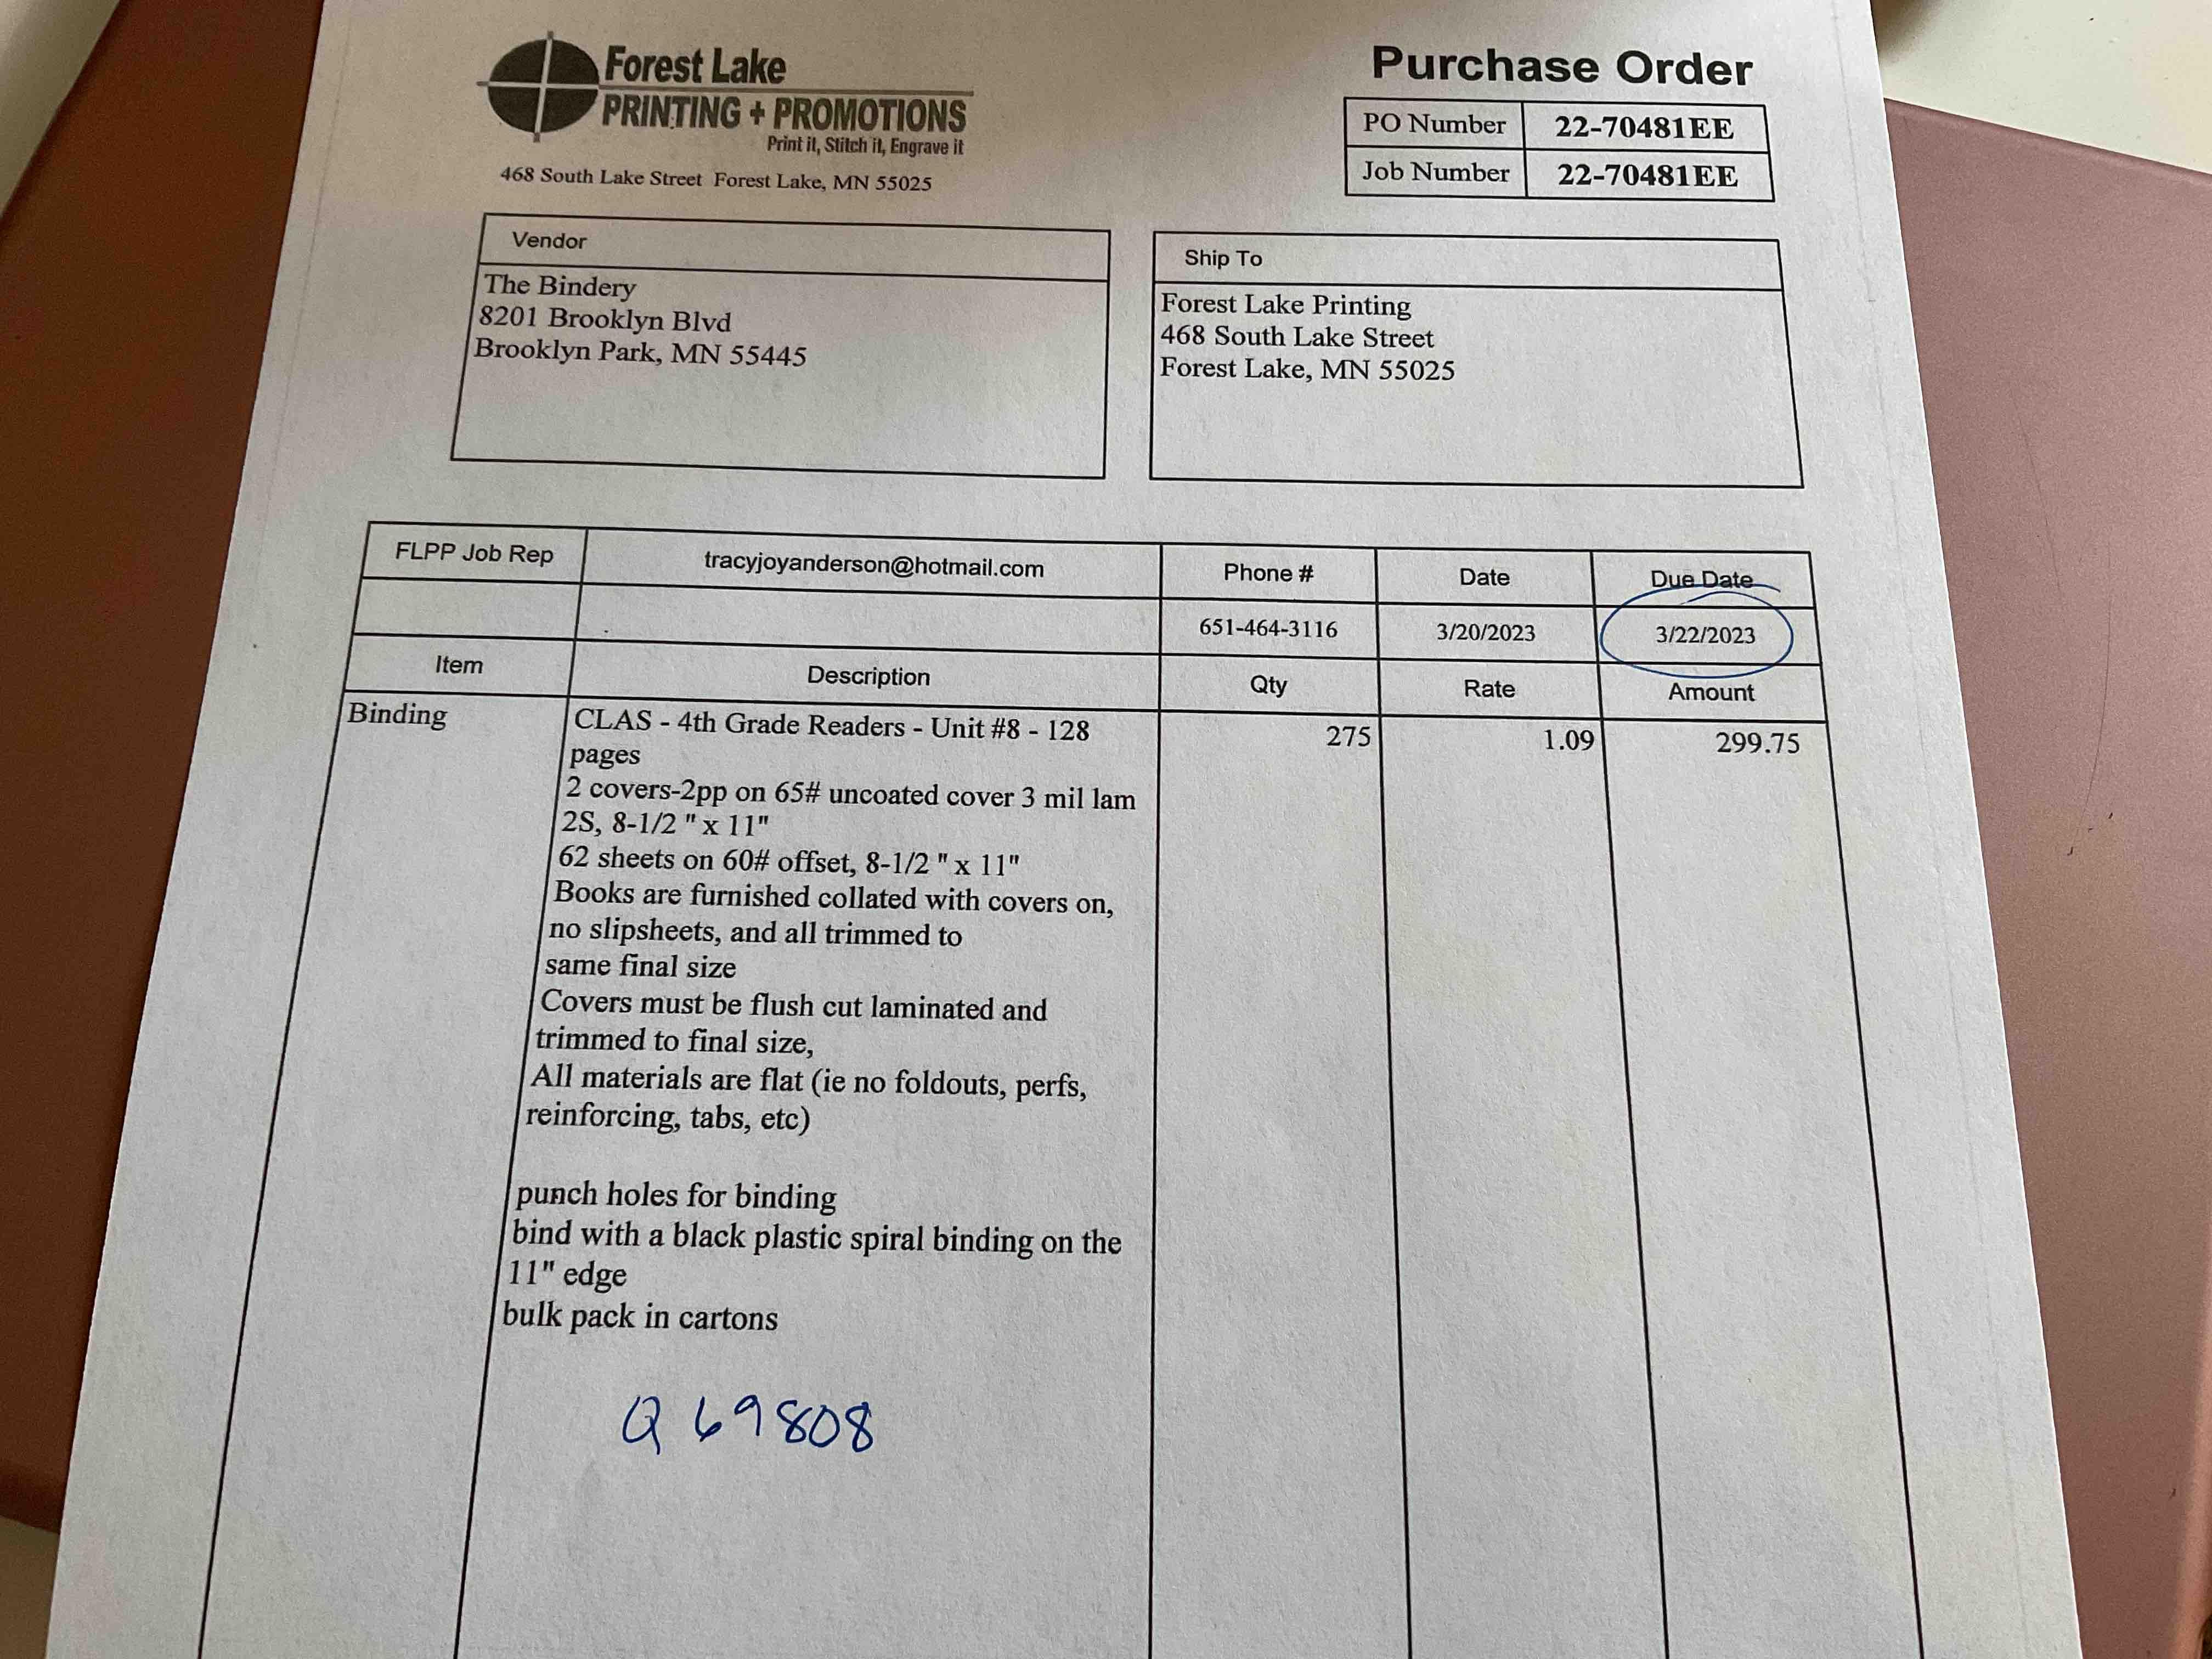 Forest Lake
PRINTING + PROMOTIONS
Print it, Stitch it, Engrave it
468 South Lake Street Forest Lake, MN 55025
Purchase Order
PO Number 22-70481EE
Job Number 22-70481EE
Vendor
The Bindery
8201 Brooklyn Blvd
Brooklyn Park, MN 55445
Ship To
Forest Lake Printing
468 South Lake Street
Forest Lake, MN 55025
FLPP Job Rep tracyjoyanderson@hotmail.com Phone # Date Due Date
651-464-3116 3/20/2023 3/22/2023
Item Description Qty Rate Amount
Binding CLAS - 4th Grade Readers - Unit #8 - 128 275 1.09 299.75
pages
2 covers-2pp on 65# uncoated cover 3 mil lam
2S, 8-1/2 " x 11"
62 sheets on 60# offset, 8-1/2 " x 11"
Books are furnished collated with covers on,
no slipsheets, and all trimmed to
same final size
Covers must be flush cut laminated and
trimmed to final size,
All materials are flat (ie no foldouts, perfs,
reinforcing, tabs, etc)
punch holes for binding
bind with a black plastic spiral binding on the
11" edge
bulk pack in cartons
Q 69808